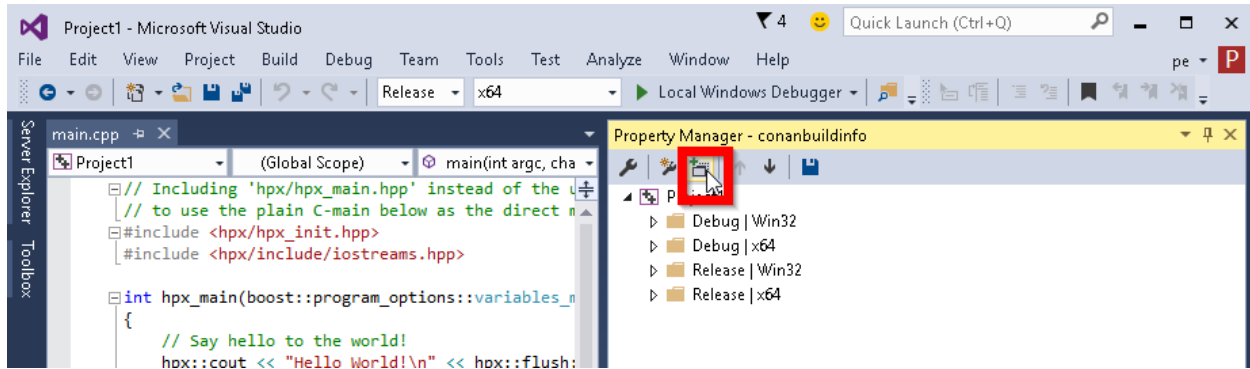 Project1 - Microsoft Visual Studio
4
Quick Launch (Ctrl+Q)
File Edit View Project Build Debug Team Tools Test Analyze Window Help
pe P
Release x64 Local Windows Debugger
Server Explorer
Toolbox
main.cpp
Project1 (Global Scope) main(int argc, cha
// Including 'hpx/hpx_main.hpp' instead of the u
// to use the plain C-main below as the direct m
#include <hpx/hpx_init.hpp>
#include <hpx/include/iostreams.hpp>
int hpx_main(boost::program_options::variables_m
{
// Say hello to the world!
hpx::cout << "Hello World!\n" << hpx::flush;
Property Manager - conanbuildinfo
Debug | Win32
Debug | x64
Release | Win32
Release | x64